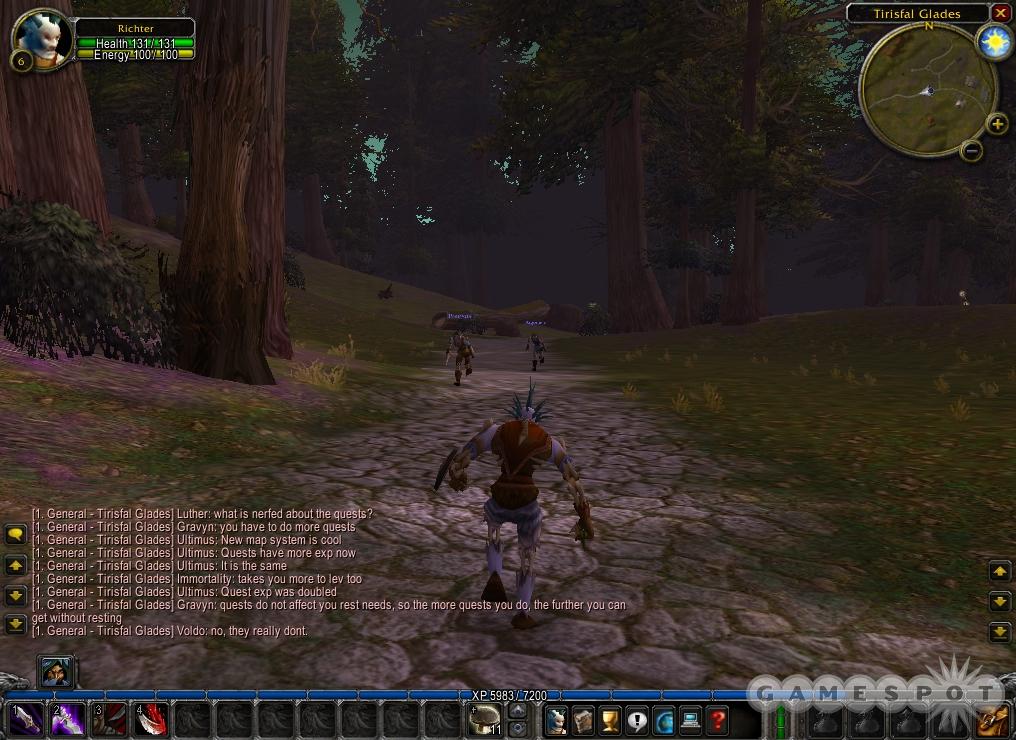 Richter
Health 131 / 131
Energy 100 / 100
6
Tirisfal Glades
N
[1. General - Tirisfal Glades] Luther: what is nerfed about the quests?
[1. General - Tirisfal Glades] Gravyn: you have to do more quests
[1. General - Tirisfal Glades] Ultimus: New map system is cool
[1. General - Tirisfal Glades] Ultimus: Quests have more exp now
[1. General - Tirisfal Glades] Ultimus: It is the same
[1. General - Tirisfal Glades] Immortality: takes you more to lev too
[1. General - Tirisfal Glades] Ultimus: Quest exp was doubled
[1. General - Tirisfal Glades] Gravyn: quests do not affect you rest needs, so the more quests you do, the further you can
get without resting
[1. General - Tirisfal Glades] Voldo: no, they really dont.
XP 5983 / 7200
GAMESPOT
2 3 4 11